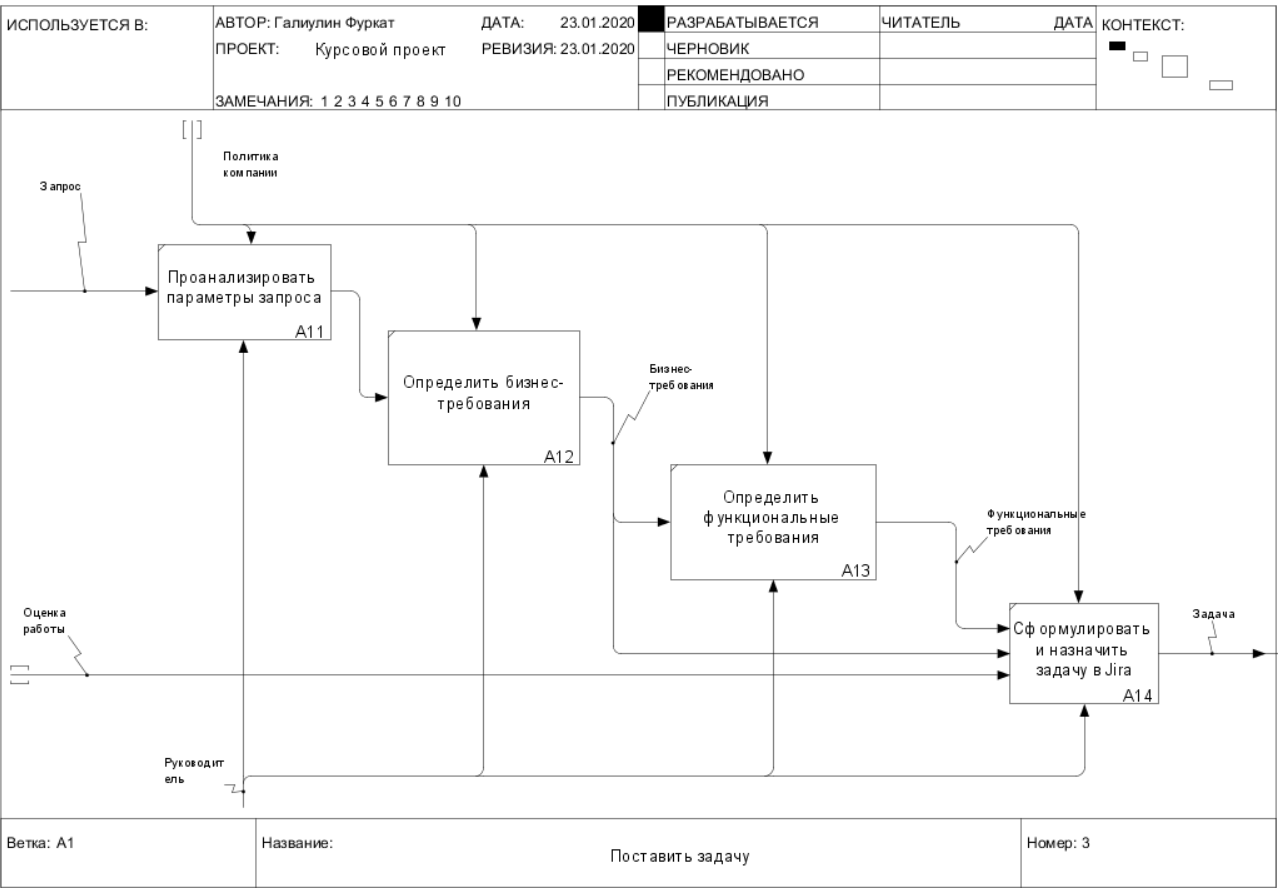 ИСПОЛЬЗУЕТСЯ В:
АВТОР: Галиулин Фуркат
ДАТА: 23.01.2020
ПРОЕКТ: Курсовой проект
РЕВИЗИЯ: 23.01.2020
ЗАМЕЧАНИЯ: 1 2 3 4 5 6 7 8 9 10
РАЗРАБАТЫВАЕТСЯ
ЧЕРНОВИК
РЕКОМЕНДОВАНО
ПУБЛИКАЦИЯ
ЧИТАТЕЛЬ
ДАТА
КОНТЕКСТ:
Политика
компании
Запрос
Проанализировать
параметры запроса
A11
Определить бизнес-
требования
A12
Бизнес-
требования
Определить
функциональные
требования
A13
Функциональные
требования
Оценка
работы
Сформулировать
и назначить
задачу в Jira
A14
Задача
Руководит
ель
Ветка: A1
Название:
Поставить задачу
Номер: 3